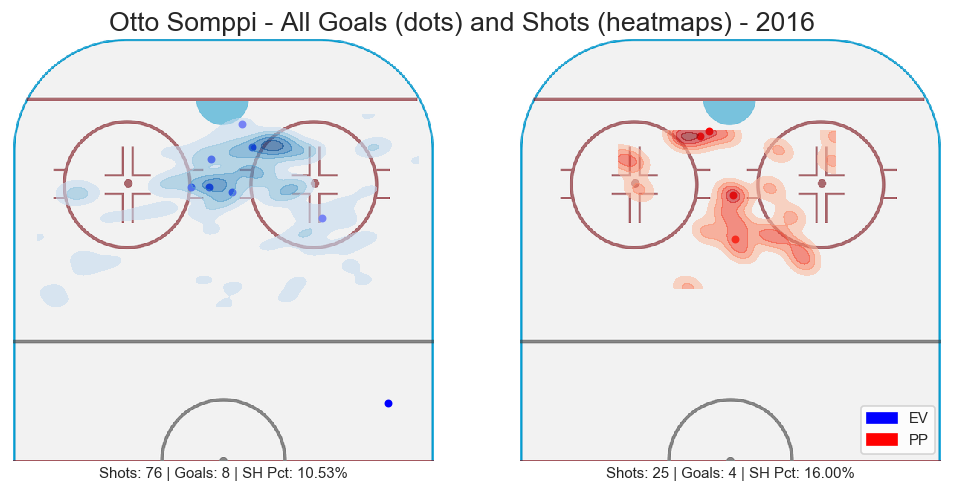 Otto Somppi - All Goals (dots) and Shots (heatmaps) - 2016
EV
PP
Shots: 76 | Goals: 8 | SH Pct: 10.53%
Shots: 25 | Goals: 4 | SH Pct: 16.00%